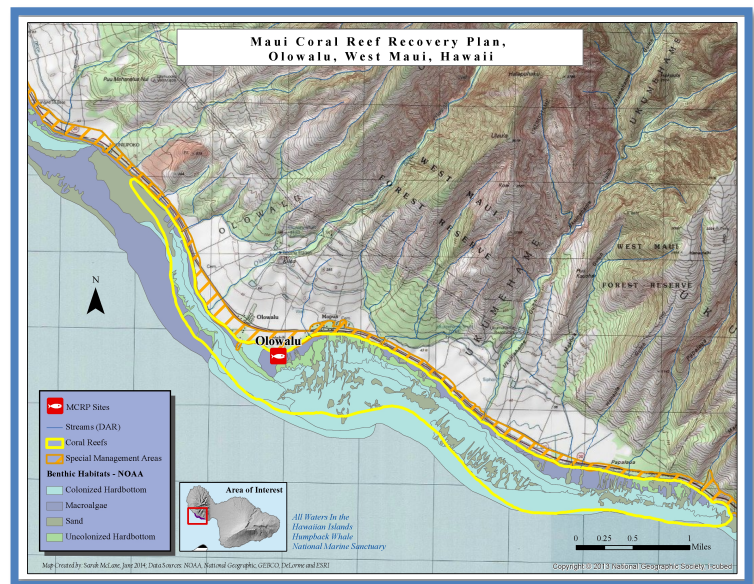 Maui Coral Reef Recovery Plan,
Olowalu, West Maui, Hawaii
WEST MAUI
FOREST RESERVE
OLOWALU
UKUMEHAME
WEST MAUI
FOREST RESERVE
N
Olowalu
Olowalu
Papalaua
MCRP Sites
Streams (DAR)
Coral Reefs
Special Management Areas
Benthic Habitats - NOAA
Colonized Hardbottom
Macroalgae
Sand
Uncolonized Hardbottom
Area of Interest
All Waters In the
Hawaiian Islands
Humpback Whale
National Marine Sanctuary
0 0.25 0.5 1
Miles
Map Created by: Sarah McLane, June 2014, Data Sources: NOAA, National Geographic, GEBCO, DeLorme and ESRI
Copyright © 2013 National Geographic Society, i-cubed